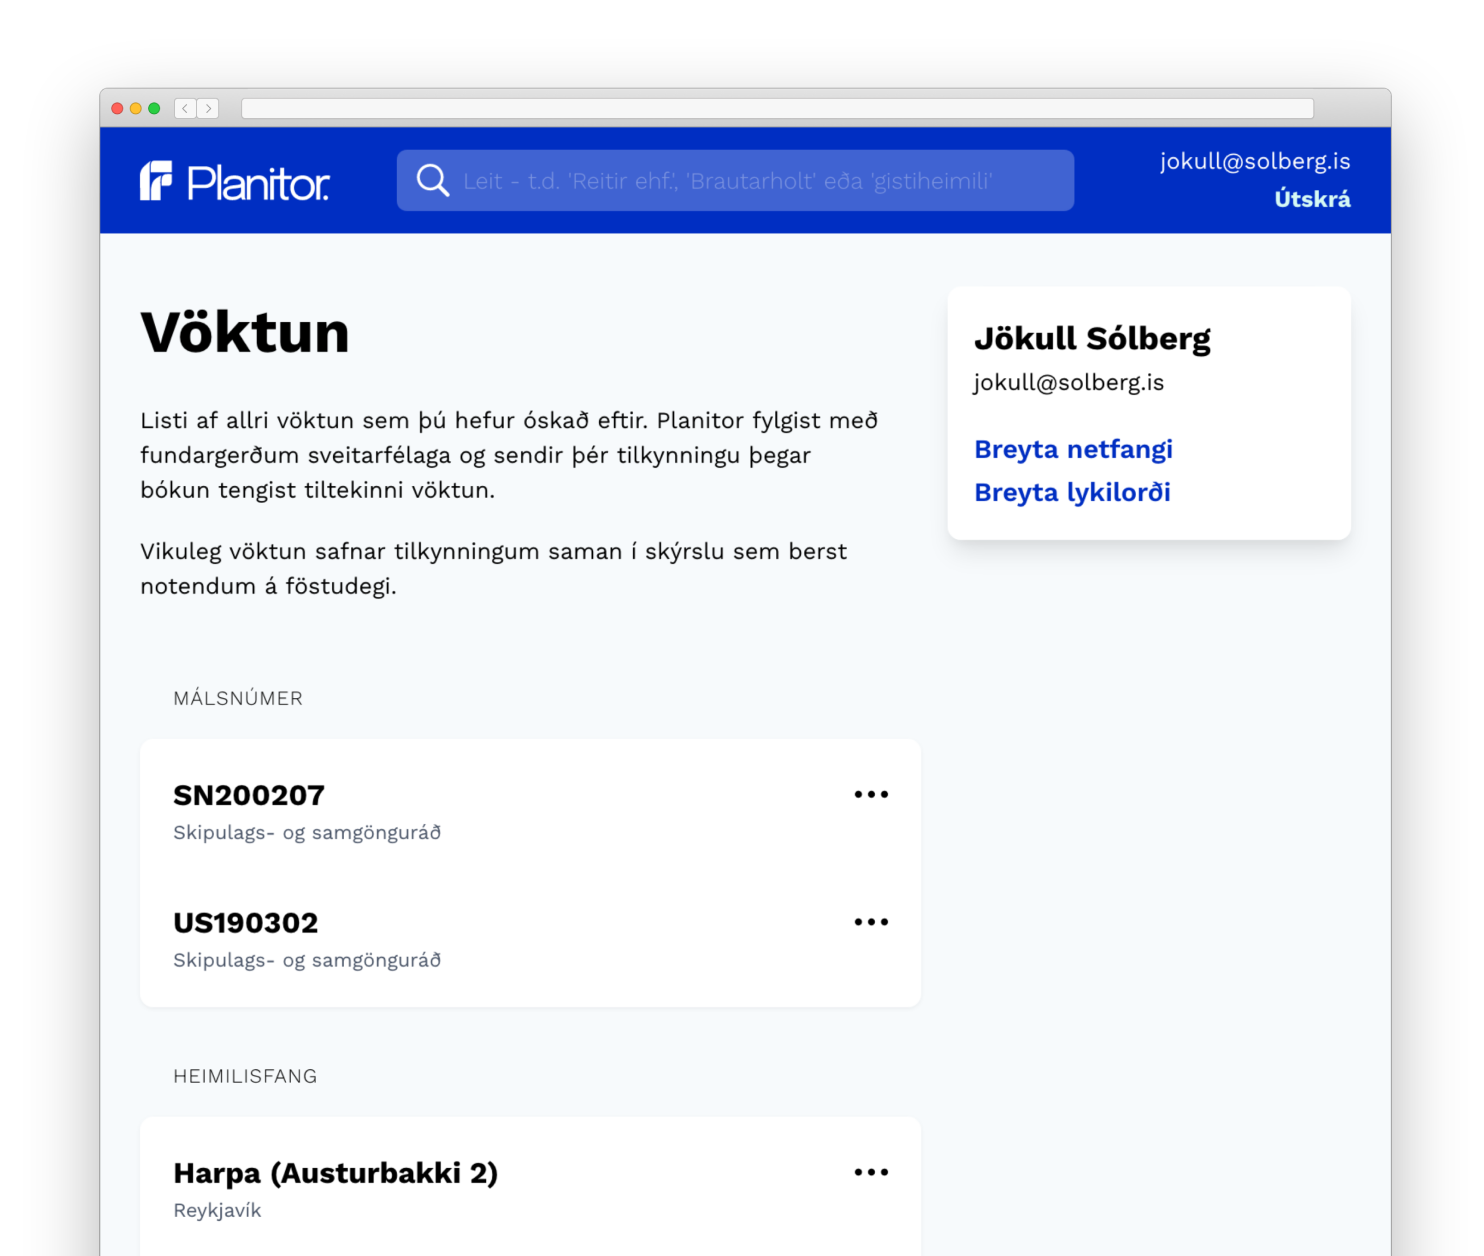 Planitor.
Leit - t.d. 'Reitir ehf.', 'Brautarholt' eða 'gistiheimili'
jokull@solberg.is
Útskrá
Vöktun
Listi af allri vöktun sem þú hefur óskað eftir. Planitor fylgist með
fundargerðum sveitarfélaga og sendir þér tilkynningu þegar
bókun tengist tiltekinni vöktun.
Vikuleg vöktun safnar tilkynningum saman í skýrslu sem berst
notendum á föstudegi.
Jökull Sólberg
jokull@solberg.is
Breyta netfangi
Breyta lykilorði
MÁLSNÚMER
SN200207
Skipulags- og samgönguráð
US190302
Skipulags- og samgönguráð
HEIMILISFANG
Harpa (Austurbakki 2)
Reykjavík